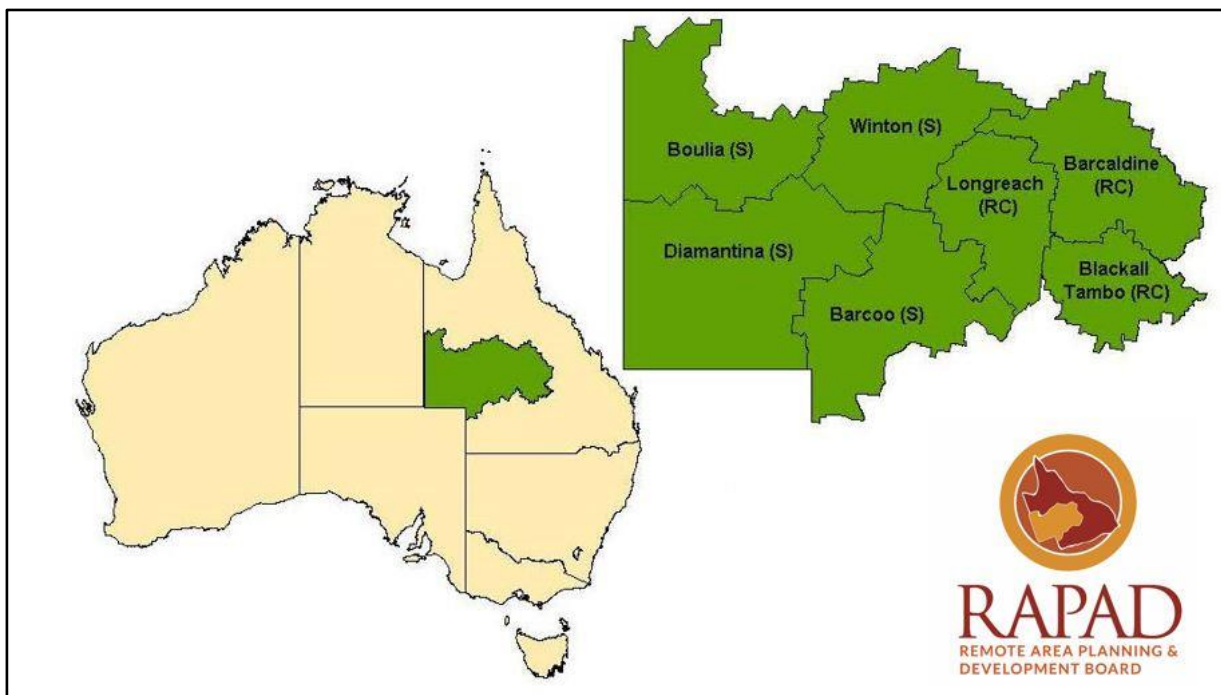 Boulia (S)
Winton (S)
Barcaldine
(RC)
Longreach
(RC)
Diamantina (S)
Blackall
Tambo (RC)
Barcoo (S)
RAPAD
REMOTE AREA PLANNING &
DEVELOPMENT BOARD